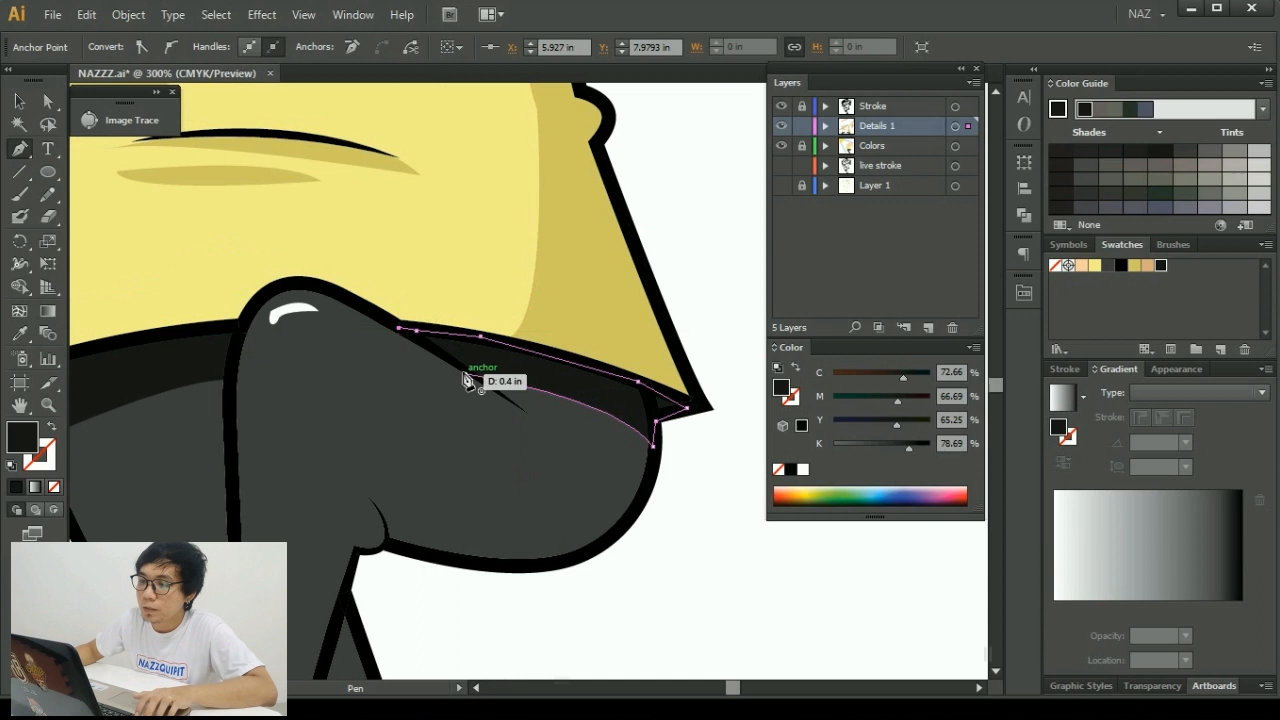 Ai File Edit Object Type Select Effect View Window Help Br NAZ
Anchor Point Convert: Handles: Anchors: X: 5.927 in Y: 7.9793 in W: 0 in H: 0 in
NAZZZ.ai* @ 300% (CMYK/Preview)
Image Trace
Layers
Stroke
Details 1
Colors
live stroke
Layer 1
5 Layers
Color
C 72.66 %
M 66.69 %
Y 65.25 %
K 78.69 %
Color Guide
Shades Tints
None
Symbols Swatches Brushes
Stroke Gradient Appearance
Type:
Stroke:
Opacity:
Location:
Graphic Styles Transparency Artboards
anchor
D: 0.4 in
Pen
NAZZQUIFIT